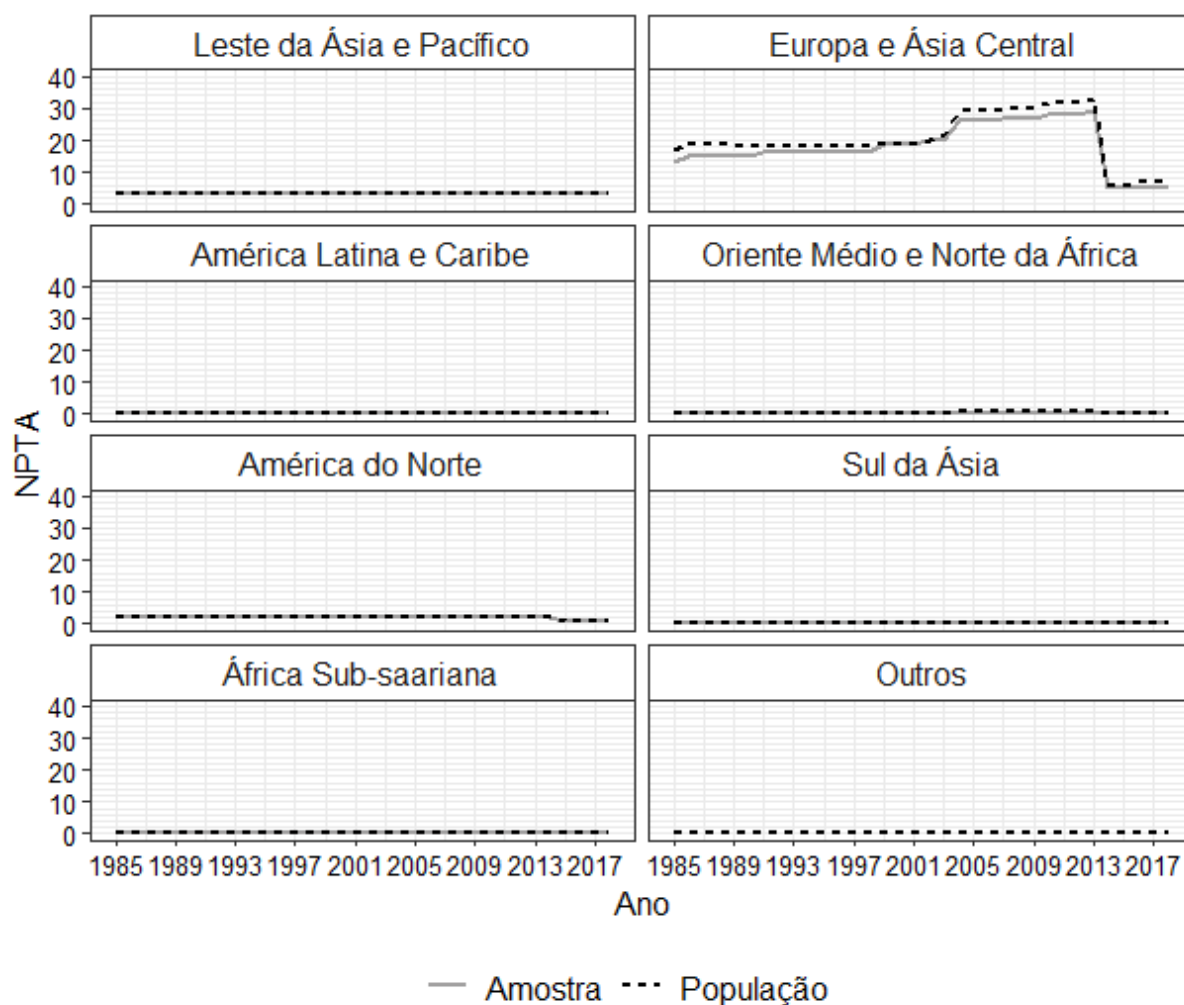 Leste da Ásia e Pacífico
Europa e Ásia Central
40
30
20
10
0
América Latina e Caribe
Oriente Médio e Norte da África
40
30
20
10
0
NPTA
América do Norte
Sul da Ásia
40
30
20
10
0
África Sub-saariana
Outros
40
30
20
10
0
1985 1989 1993 1997 2001 2005 2009 2013 2017
1985 1989 1993 1997 2001 2005 2009 2013 2017
Ano
Amostra População